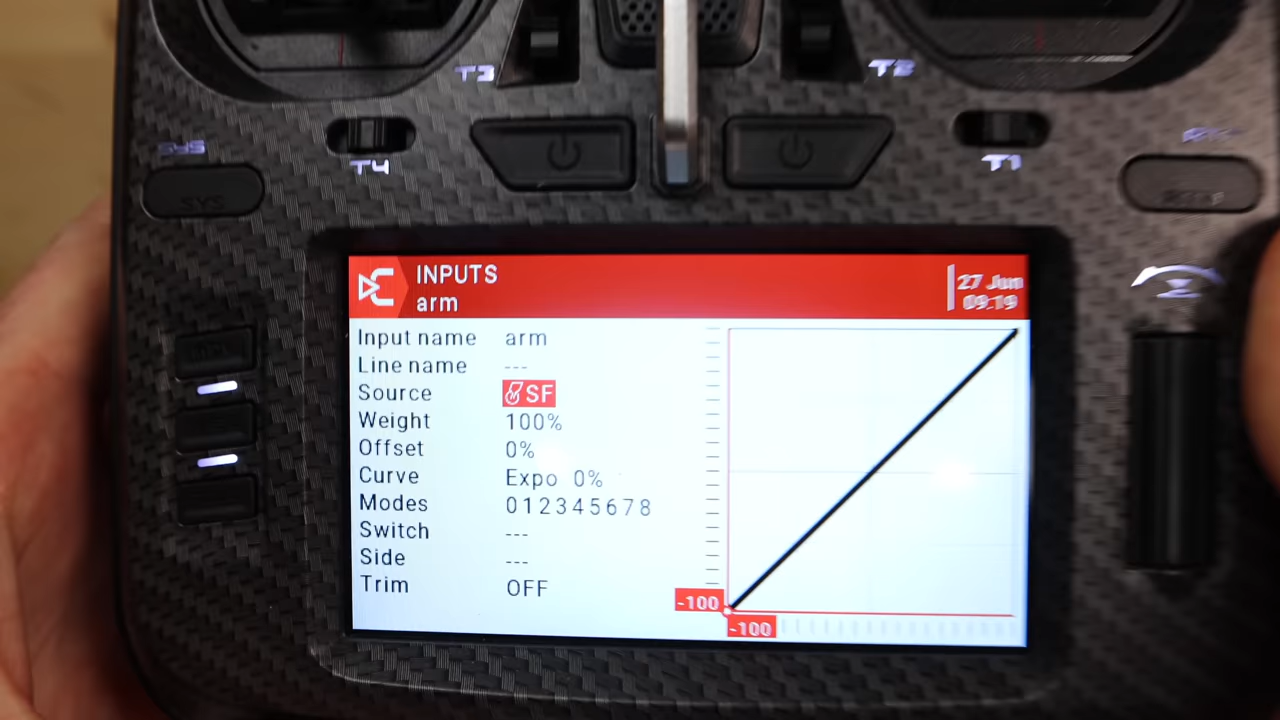 T3
T2
SYS
T4
T1
SYS
INPUTS
arm
27 Jun
09:19
Input name arm
Line name ---
Source SF
Weight 100%
Offset 0%
Curve Expo 0%
Modes 012345678
Switch ---
Side ---
Trim OFF
-100
-100